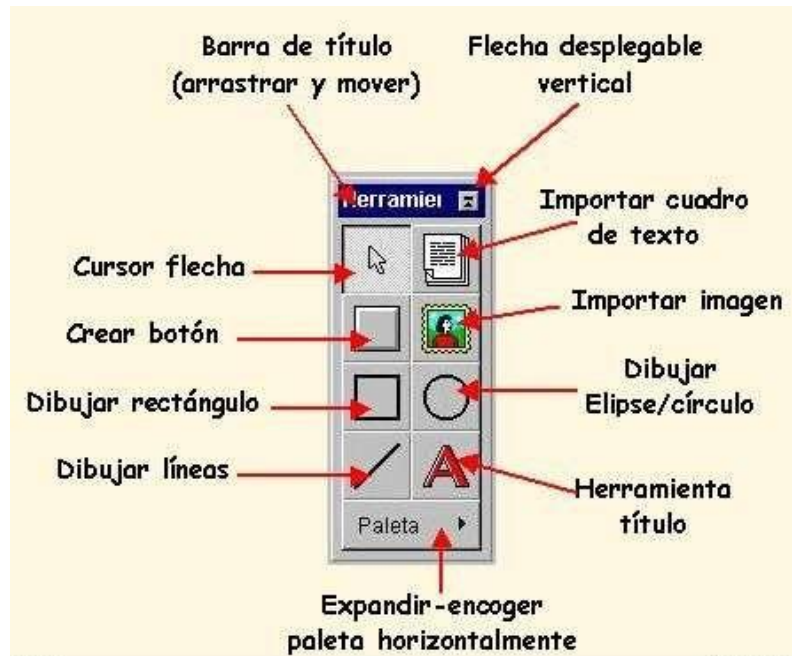 Barra de título
(arrastrar y mover)
Flecha desplegable
vertical
Herramiei
Importar cuadro
de texto
Cursor flecha
Importar imagen
Crear botón
Dibujar
Elipse/círculo
Dibujar rectángulo
Dibujar líneas
A
Herramienta
título
Paleta
Expandir-encoger
paleta horizontalmente